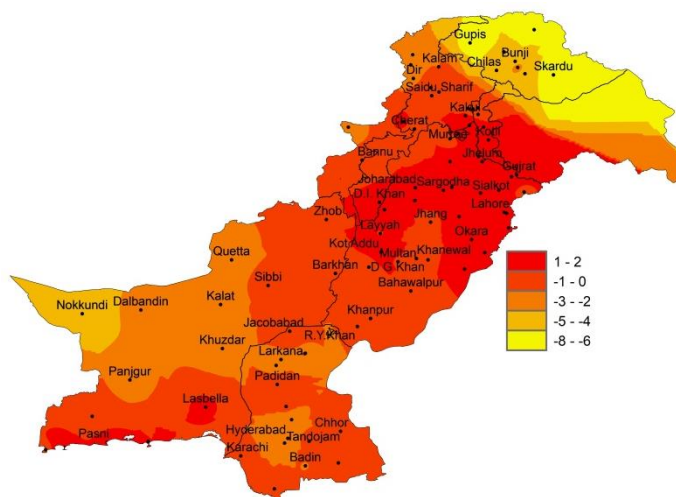 Gupis
Bunji
Kalam
Chilas
Skardu
Dir
Saidu Sharif
Cherat
Kotli
Bannu
Jhelum
Gujrat
Joharabad
Sargodha
Sialkot
D.I. Khan
Lahore
Zhob
Jhang
Layyah
Okara
Kot Addu
Quetta
Multan
Khanewal
Barkhan
D.G.Khan
Sibbi
Bahawalpur
Nokkundi
Dalbandin
Kalat
Khanpur
Jacobabad
R.Y.Khan
Khuzdar
Larkana
Panjgur
Padidan
Lasbella
Pasni
Hyderabad
Chhor
Tandojam
Karachi
Badin
1 - 2
-1 - 0
-3 - -2
-5 - -4
-8 - -6